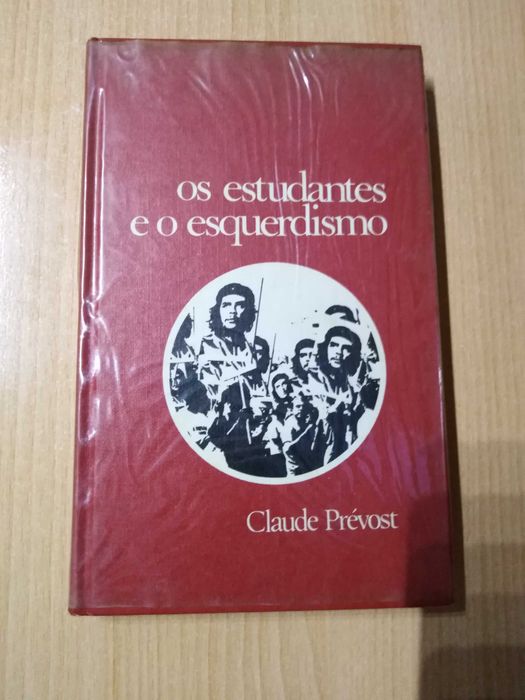 os estudantes
e o esquerdismo
Claude Prévost